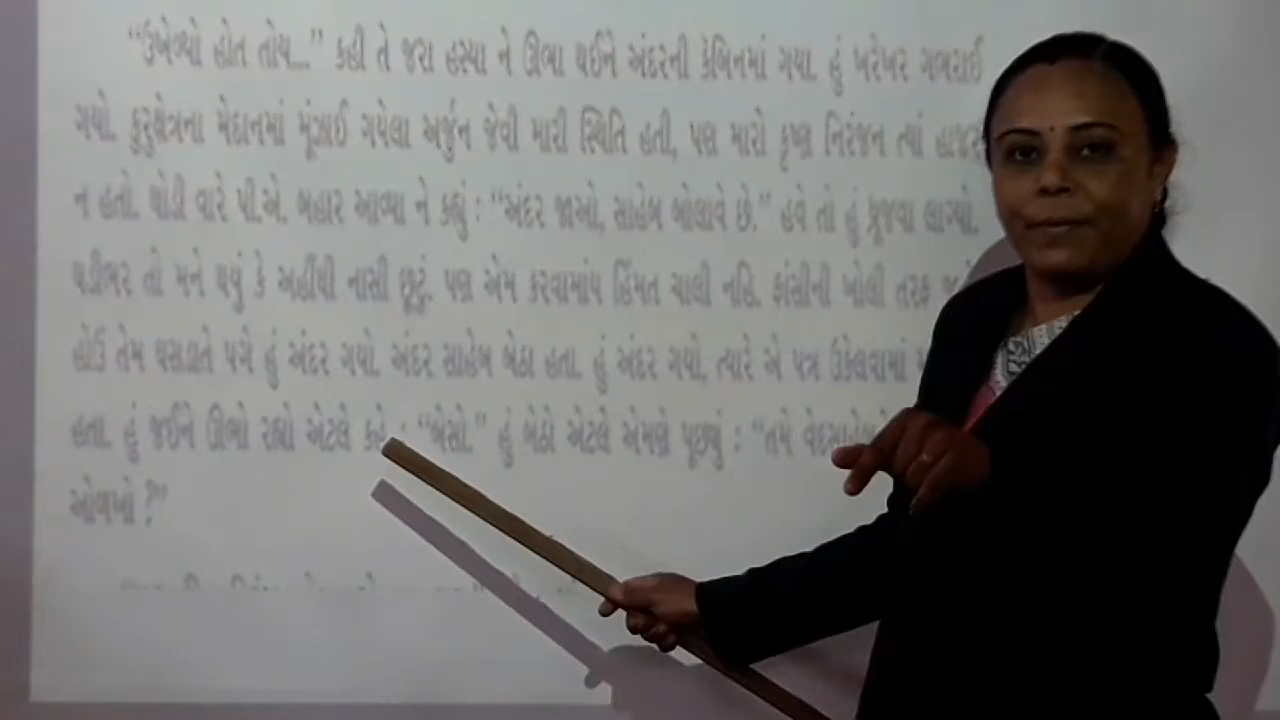 “ઉખેળ્યો હોત તોય...” કહી તે જરા હસ્યા ને ઊભા થઈને અંદરની કેબિનમાં ગયા. હું ખરેખર ગભરાઈ
ગયો. કુરુક્ષેત્રના મેદાનમાં મૂંઝાઈ ગયેલા અર્જુન જેવી મારી સ્થિતિ હતી, પણ મારો કૃષ્ણ નિરંજન ત્યાં હાજર
ન હતો. થોડી વારે પી.એ. બહાર આવ્યા ને કહ્યું : “અંદર જાઓ, સાહેબ બોલાવે છે.” હવે તો હું ધ્રૂજવા લાગ્યો.
ઘડીભર તો મને થયું કે અહીંથી નાસી છૂટું. પણ એમ કરવામાંય હિંમત ચાલી નહિ. ફાંસીની ખોલી તરફ
હોઉં તેમ ઘસડાતે પગે હું અંદર ગયો. અંદર સાહેબ બેઠા હતા. હું અંદર ગયો, ત્યારે એ પત્ર ઉકેલવામાં
હતા. હું જઈને ઊભો રહ્યો એટલે કહે : “બેસો.” હું બેઠો એટલે એમણે પૂછ્યું : “તમે
ઓળખો ?”